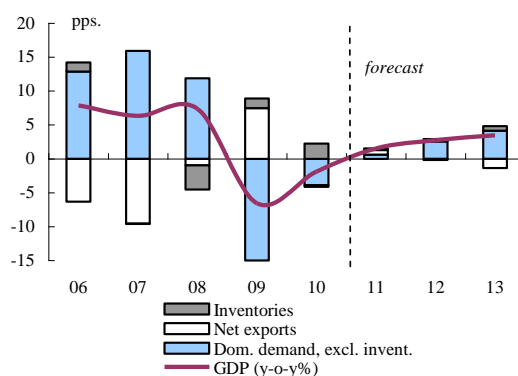 pps.
20
15
10
5
0
-5
-10
-15
forecast
06 07 08 09 10 11 12 13
Inventories
Net exports
Dom. demand, excl. invent.
GDP (y-o-y%)